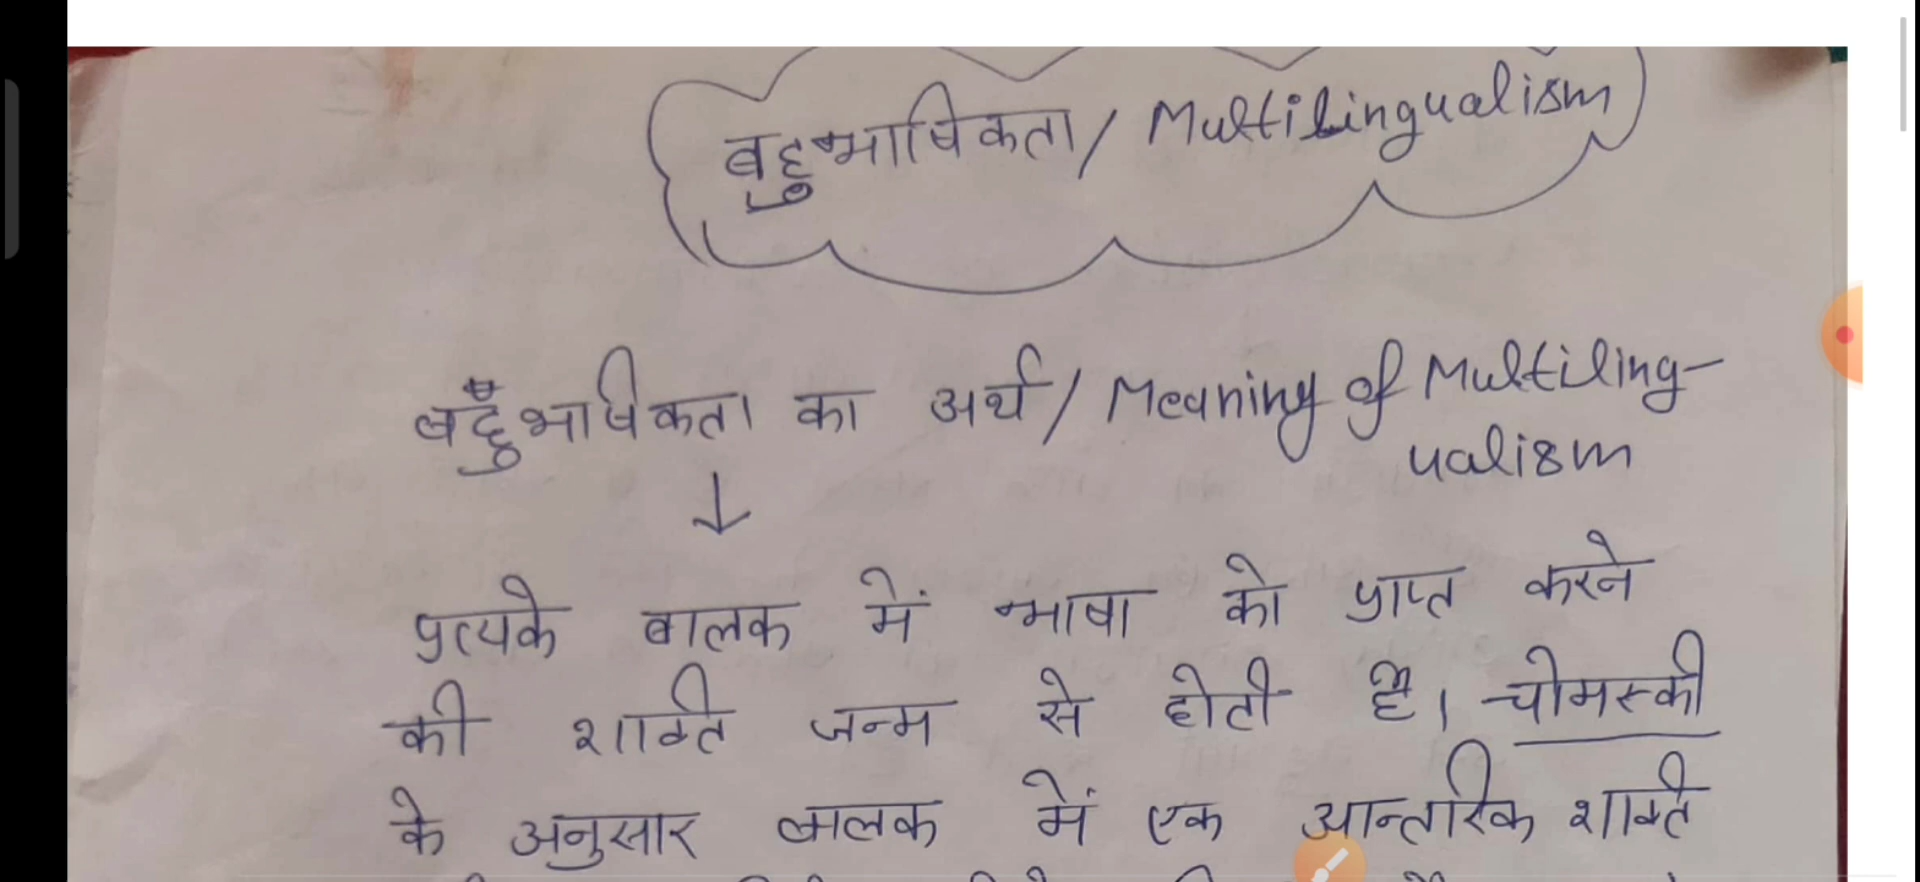 बहुभाषिकता / Multilingualism
बहुँभाषिकता का अर्थ / Meaning of Multiling-
ualism
प्रत्यके बालक में भाषा को प्राप्त करने
की शक्ति जन्म से होती है। चोमस्की
के अनुसार बालक में एक आन्तरिक शक्ति